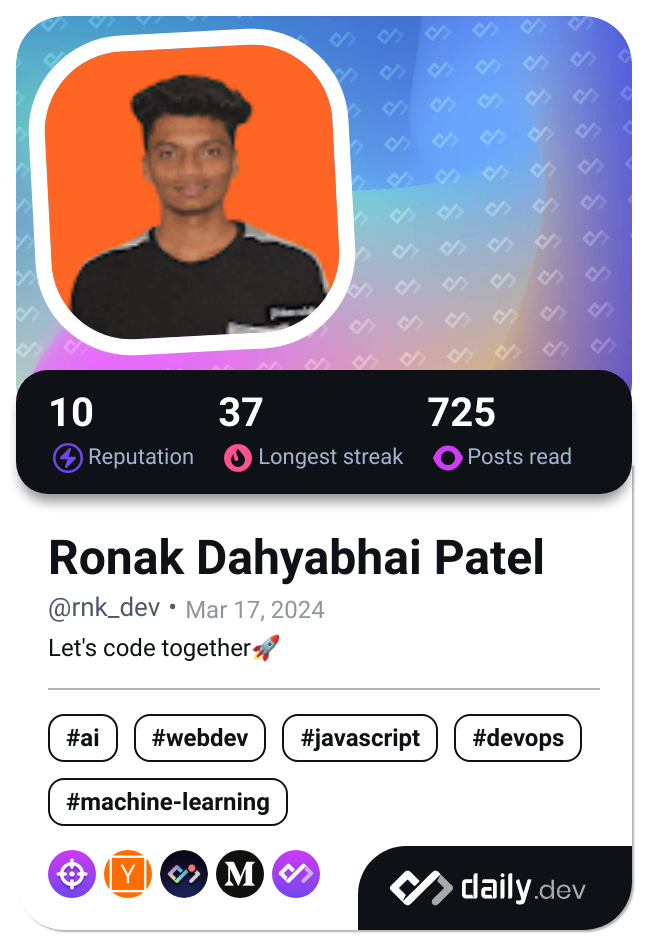 10 37 725
Reputation Longest streak Posts read
Ronak Dahyabhai Patel
@rnk_dev • Mar 17, 2024
Let's code together🚀
#ai #webdev #javascript #devops
#machine-learning
Y M
daily.dev